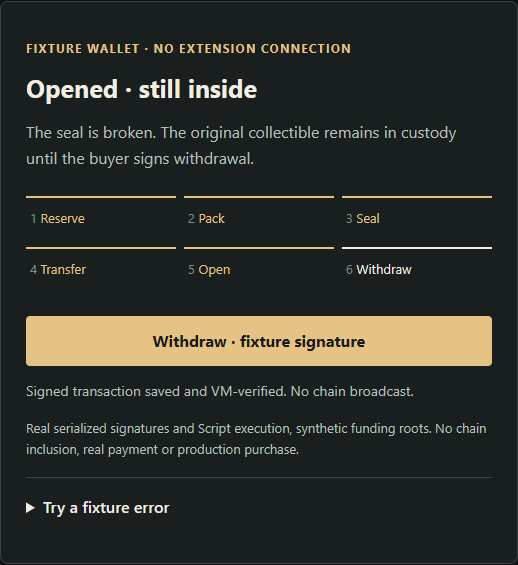 FIXTURE WALLET · NO EXTENSION CONNECTION
Opened · still inside
The seal is broken. The original collectible remains in custody
until the buyer signs withdrawal.
1 Reserve
2 Pack
3 Seal
4 Transfer
5 Open
6 Withdraw
Withdraw · fixture signature
Signed transaction saved and VM-verified. No chain broadcast.
Real serialized signatures and Script execution, synthetic funding roots. No chain
inclusion, real payment or production purchase.
Try a fixture error